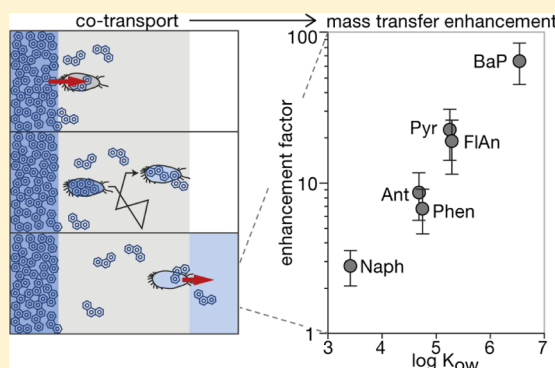 co-transport
mass transfer enhancement
100
10
1
enhancement factor
BaP
Pyr
FlAn
Ant
Phen
Naph
3 4 5 6 7
log Kow